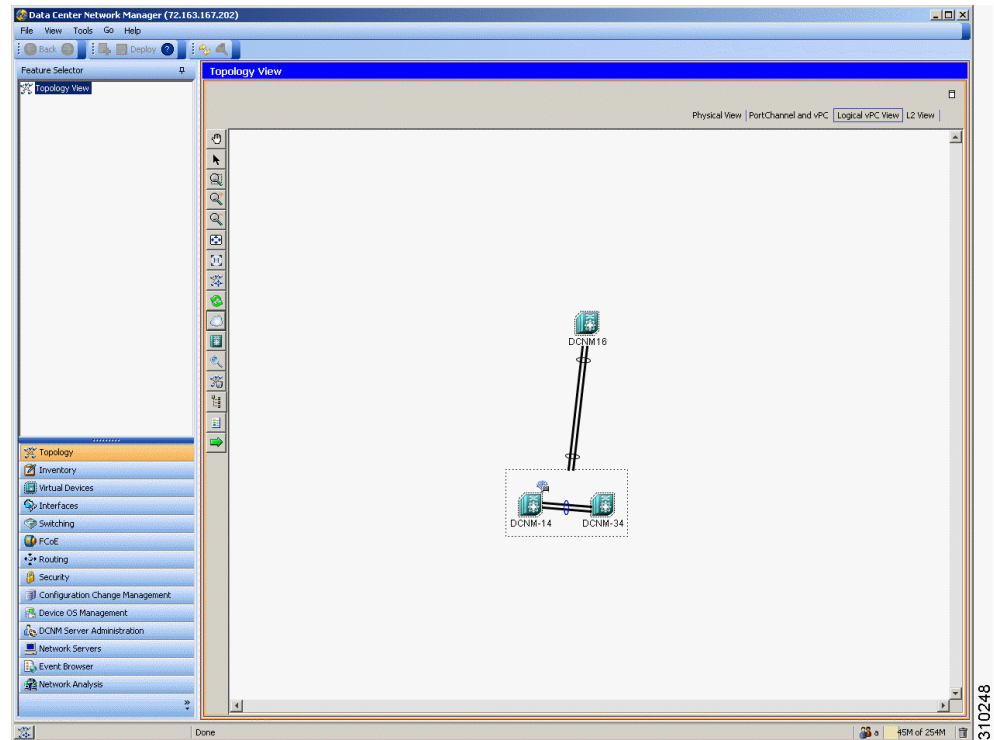 Data Center Network Manager (72.163.167.202)
File View Tools Go Help
Back Deploy
Feature Selector
Topology View
Topology View
Physical View | PortChannel and vPC | Logical vPC View | L2 View |
DCNM16
DCNM-14 DCNM-34
Topology
Inventory
Virtual Devices
Interfaces
Switching
FCoE
Routing
Security
Configuration Change Management
Device OS Management
DCNM Server Administration
Network Servers
Event Browser
Network Analysis
Done
a 45M of 254M
310248